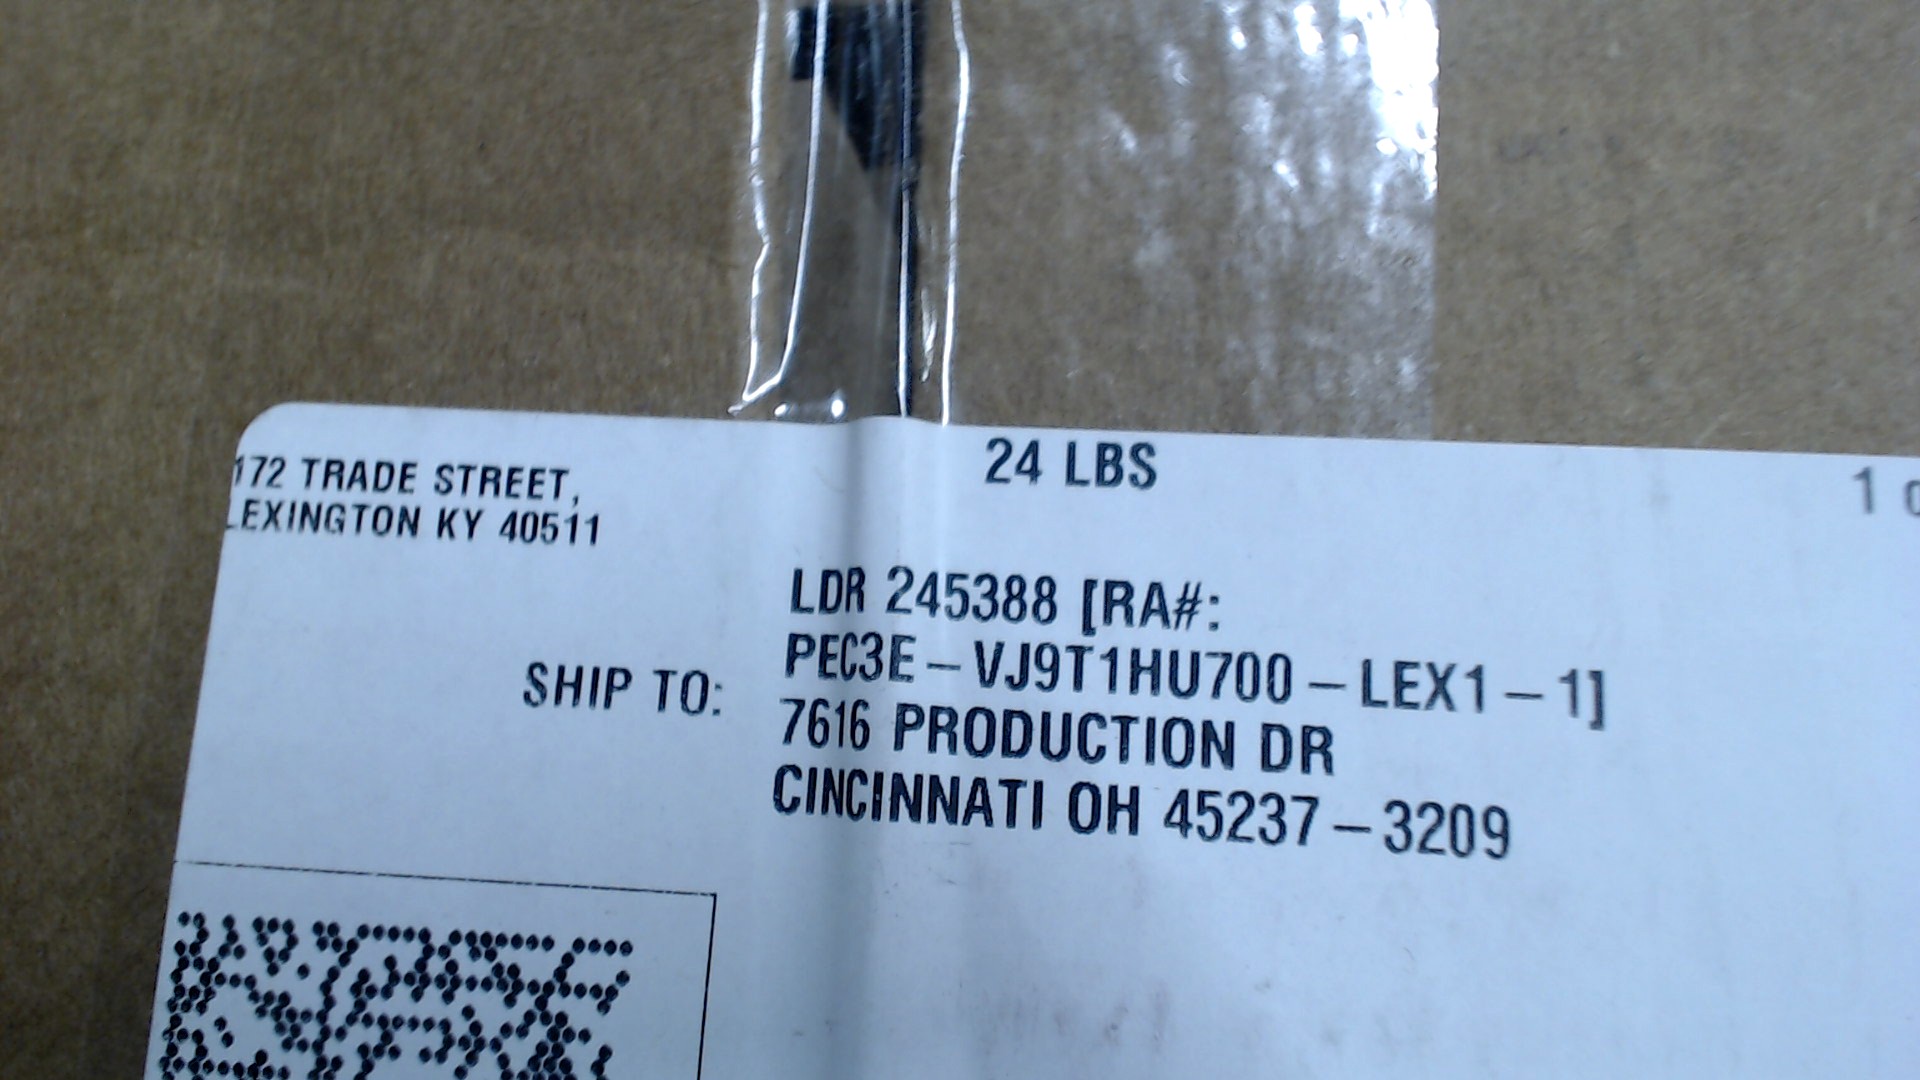 172 TRADE STREET,
LEXINGTON KY 40511
24 LBS
1
LDR 245388 [RA#:
PEC3E-VJ9T1HU700-LEX1-1]
SHIP TO:
7616 PRODUCTION DR
CINCINNATI OH 45237-3209